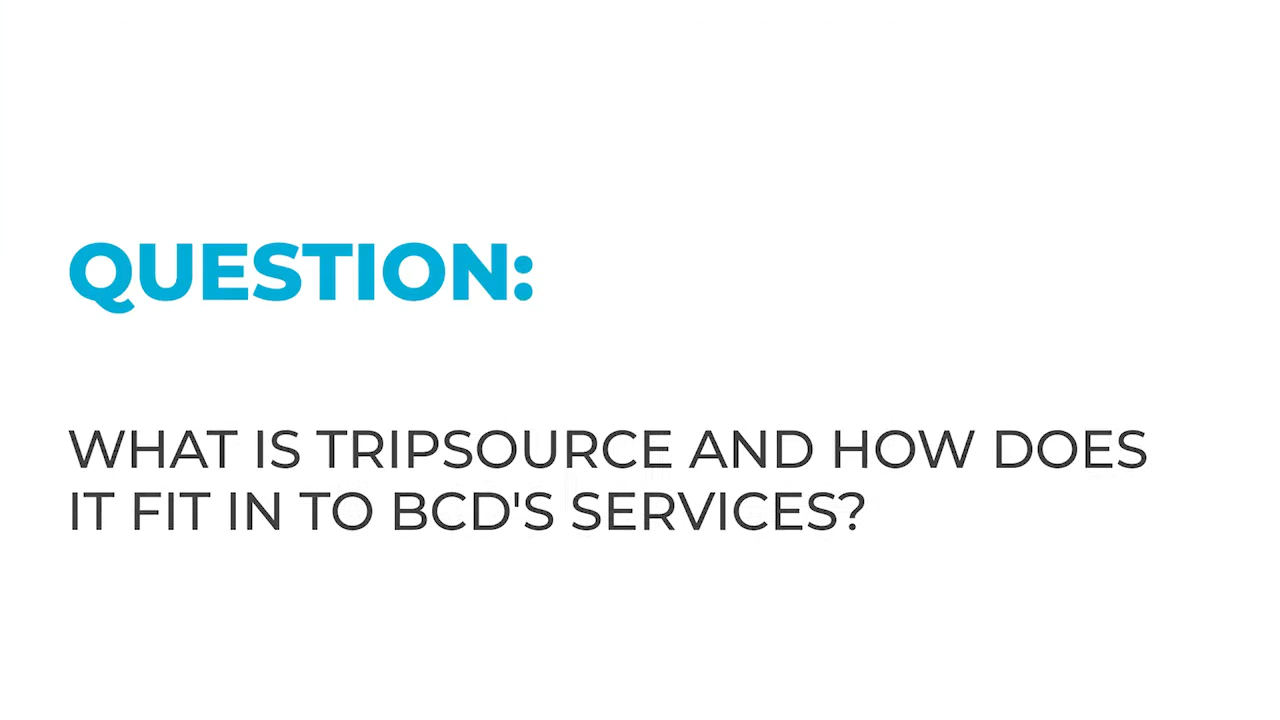 QUESTION:
WHAT IS TRIPSOURCE AND HOW DOES
IT FIT IN TO BCD'S SERVICES?